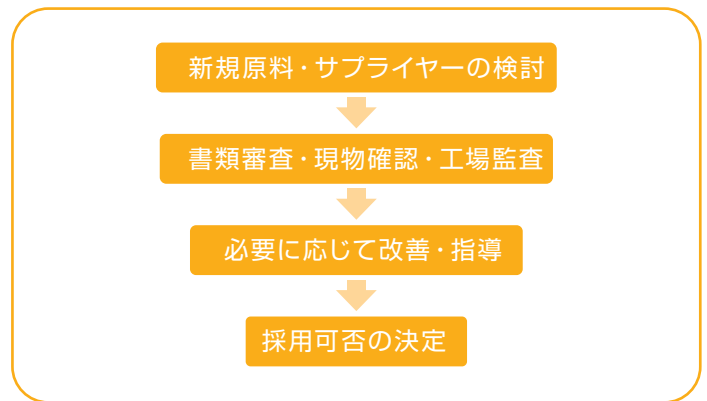 新規原料・サプライヤーの検討
書類審査・現物確認・工場監査
必要に応じて改善・指導
採用可否の決定